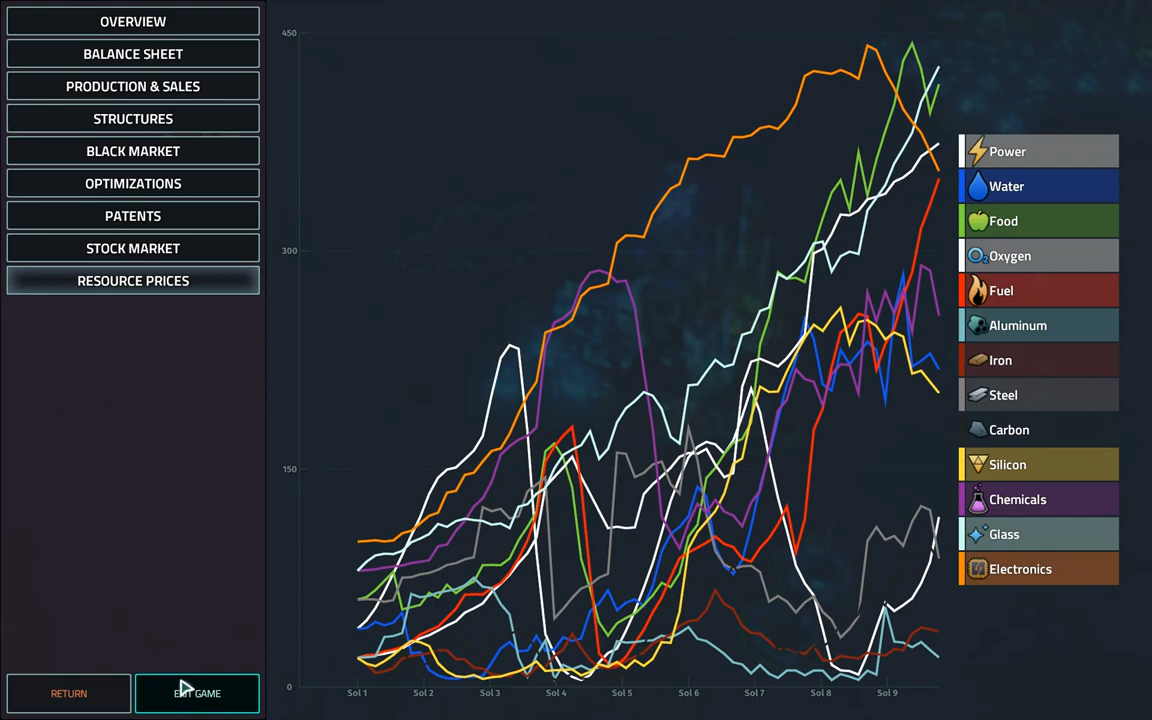 OVERVIEW
BALANCE SHEET
PRODUCTION & SALES
STRUCTURES
BLACK MARKET
OPTIMIZATIONS
PATENTS
STOCK MARKET
RESOURCE PRICES
RETURN
GAME
450
300
150
0
Sol 1
Sol 2
Sol 3
Sol 4
Sol 5
Sol 6
Sol 7
Sol 8
Sol 9
Power
Water
Food
O2 Oxygen
Fuel
Aluminum
Iron
Steel
Carbon
Silicon
Chemicals
Glass
Electronics